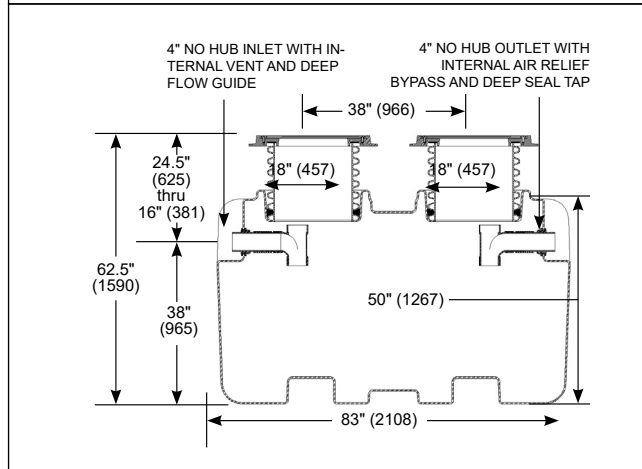 4" NO HUB INLET WITH IN-
TERNAL VENT AND DEEP
FLOW GUIDE
4" NO HUB OUTLET WITH
INTERNAL AIR RELIEF
BYPASS AND DEEP SEAL TAP
38" (966)
24.5"
(625)
thru
16" (381)
18" (457)
18" (457)
62.5"
(1590)
38"
(965)
50" (1267)
83" (2108)